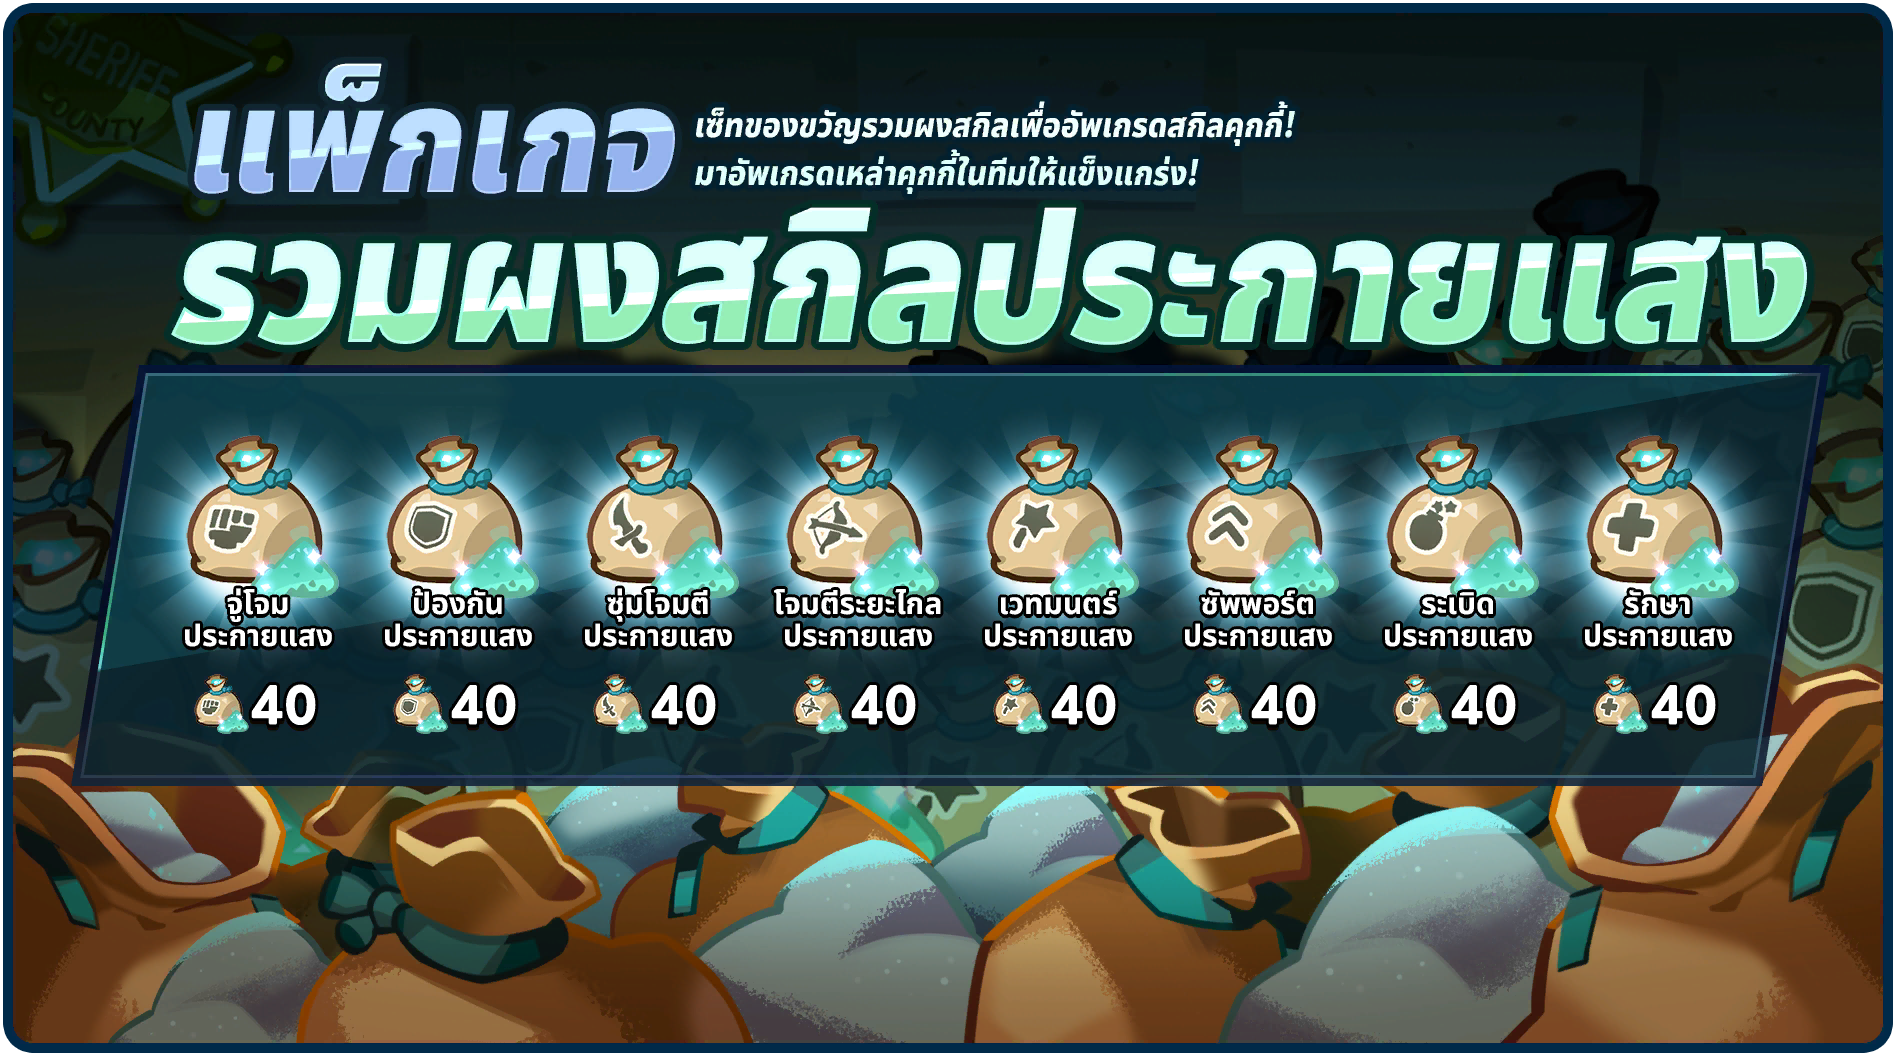 SHERIFF
COUNTY
แพ็กเกจ
เซ็ทของขวัญรวมผงสกิลเพื่ออัพเกรดสกิลคุกกี้!
มาอัพเกรดเหล่าคุกกี้ในทีมให้แข็งแกร่ง!
รวมผงสกิลประกายแสง
จู่โจม
ประกายแสง
40
ป้องกัน
ประกายแสง
40
ซุ่มโจมตี
ประกายแสง
40
โจมตีระยะไกล
ประกายแสง
40
เวทมนตร์
ประกายแสง
40
ซัพพอร์ต
ประกายแสง
40
ระเบิด
ประกายแสง
40
รักษา
ประกายแสง
40